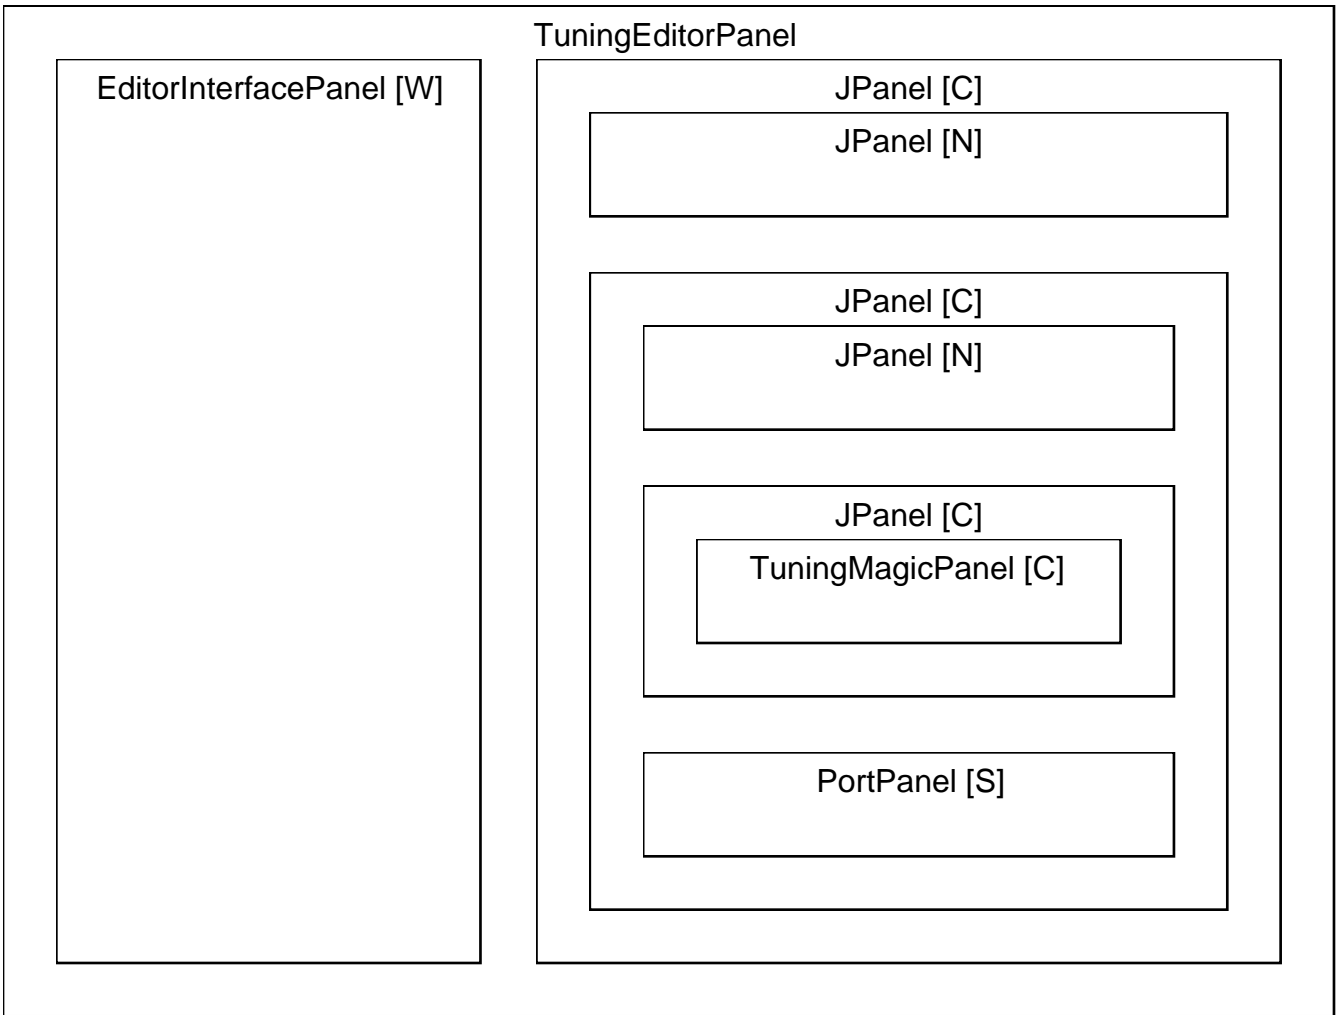 TuningEditorPanel
EditorInterfacePanel [W]
JPanel [C]
JPanel [N]
JPanel [C]
JPanel [N]
JPanel [C]
TuningMagicPanel [C]
PortPanel [S]